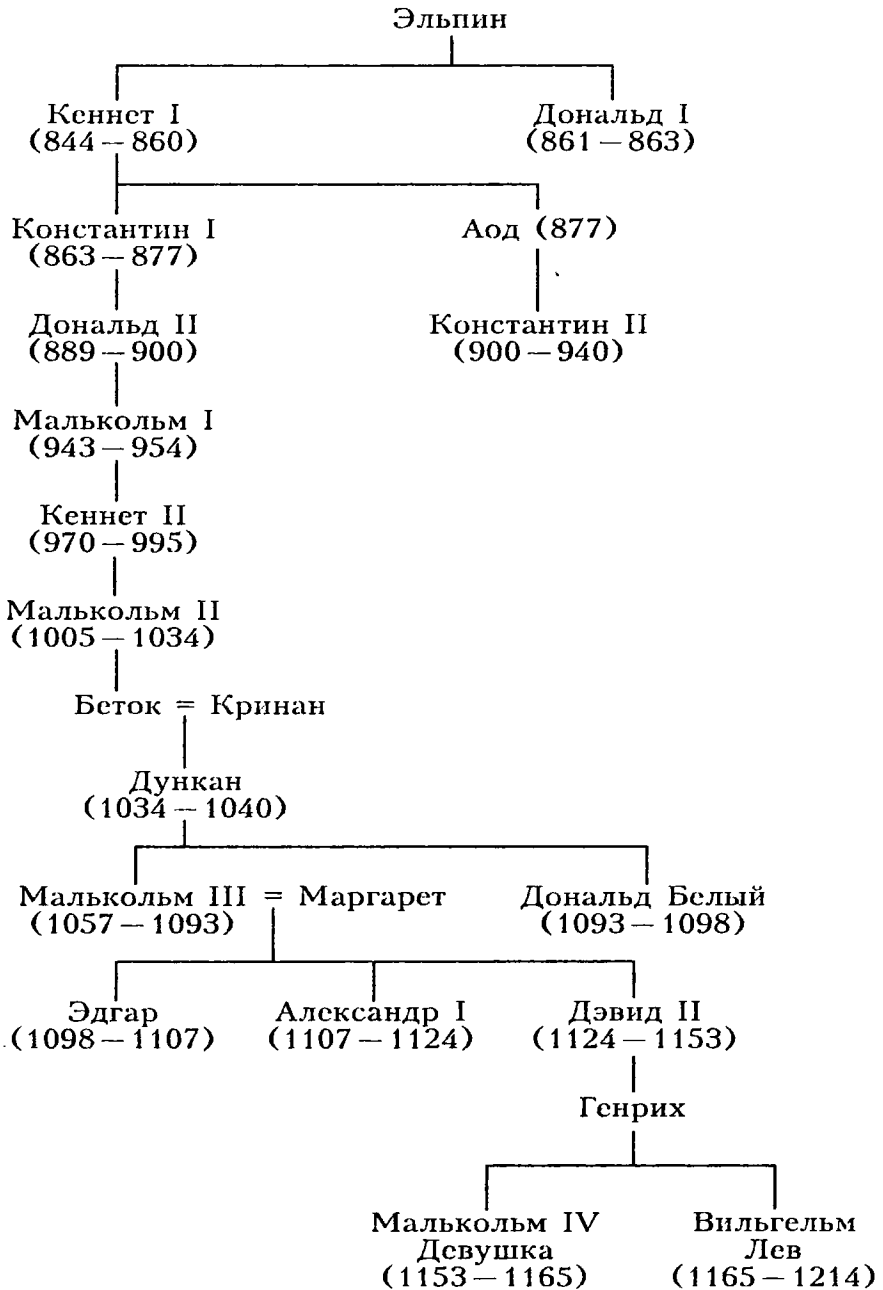 Эльпин
Кеннет I Дональд I
(844 — 860) (861 — 863)
Константин I Аод (877)
(863 — 877)
Дональд II Константин II
(889 — 900) (900 — 940)
Малькольм I
(943 — 954)
Кеннет II
(970 — 995)
Малькольм II
(1005 — 1034)
Беток = Кринан
Дункан
(1034 — 1040)
Малькольм III = Маргарет Дональд Белый
(1057 — 1093) (1093 — 1098)
Эдгар Александр I Дэвид II
(1098 — 1107) (1107 — 1124) (1124 — 1153)
Генрих
Малькольм IV Вильгельм
Девушка Лев
(1153 — 1165) (1165 — 1214)